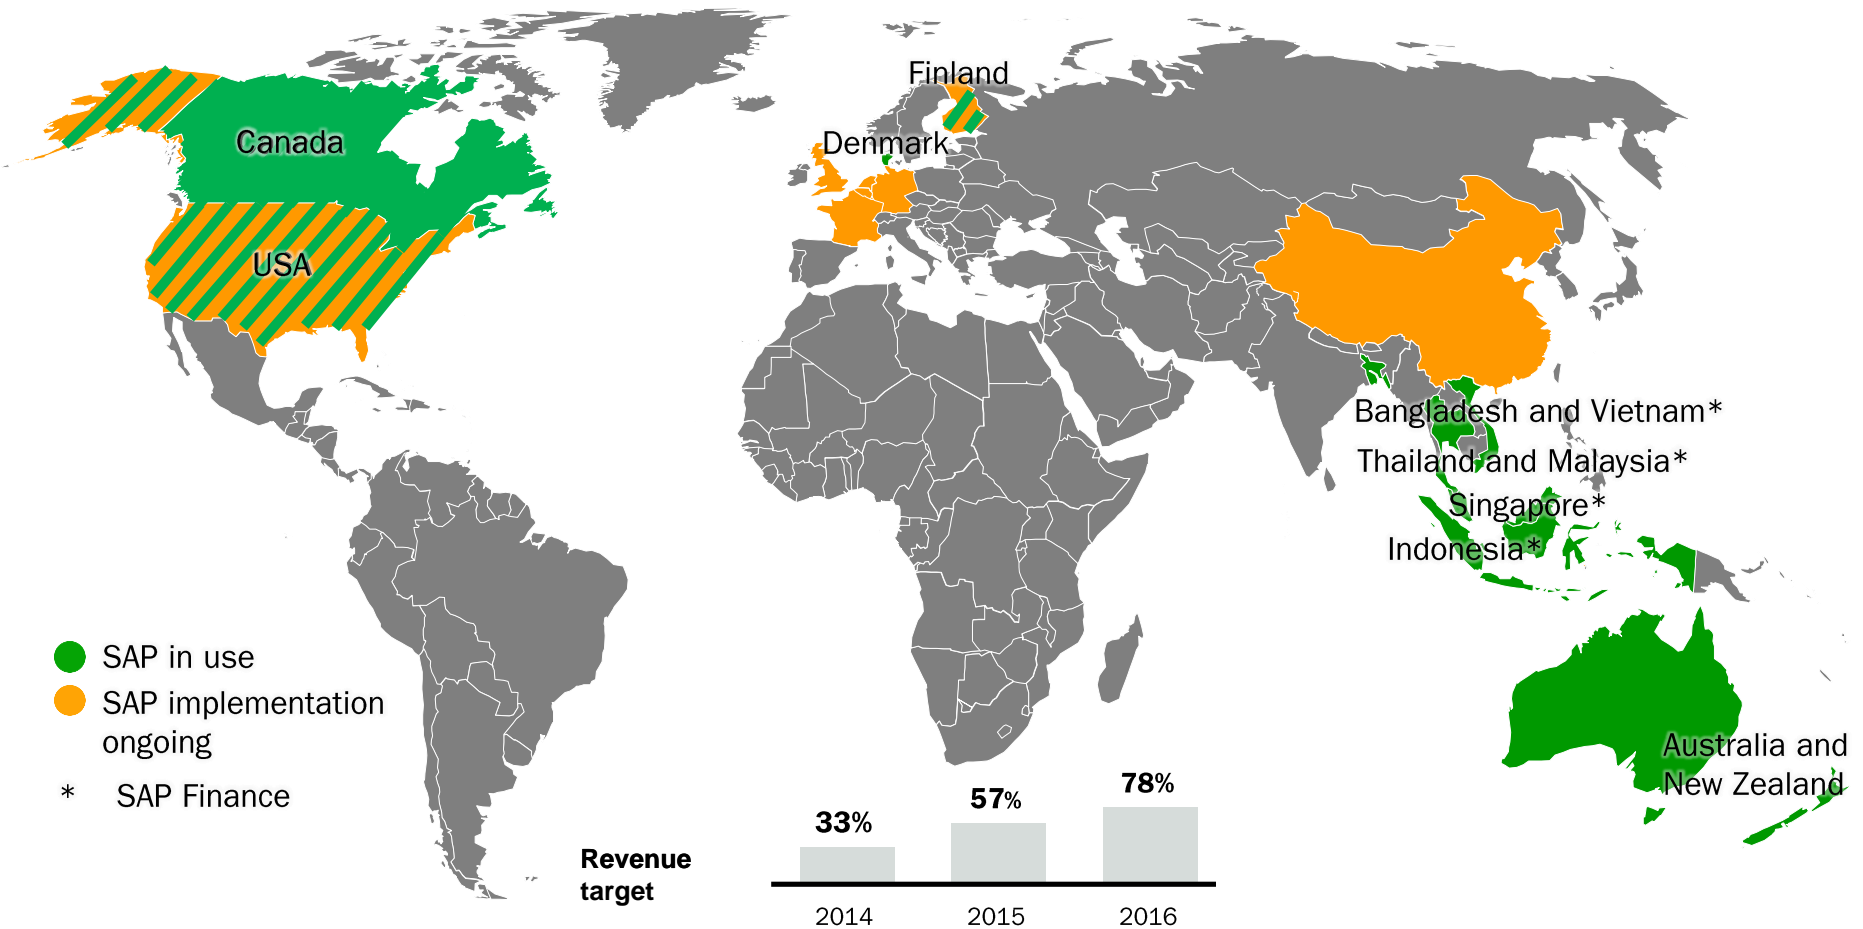 Finland
Denmark
Canada
USA
Bangladesh and Vietnam*
Thailand and Malaysia*
Singapore*
Indonesia*
Australia and
New Zealand
SAP in use
SAP implementation
ongoing
* SAP Finance
Revenue
target
33%
57%
78%
2014
2015
2016